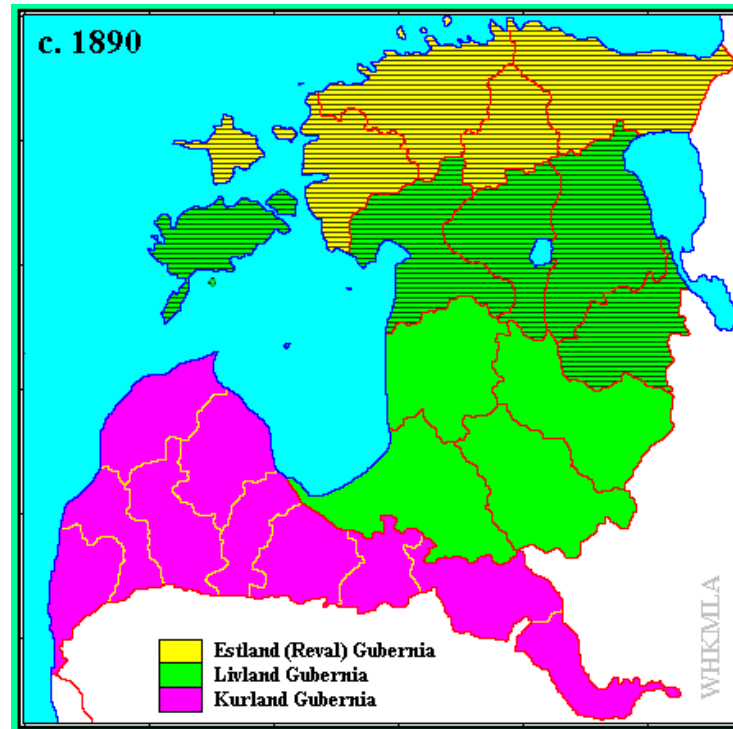 c. 1890
Estland (Reval) Gubernia
Livland Gubernia
Kurland Gubernia
WHKMLA